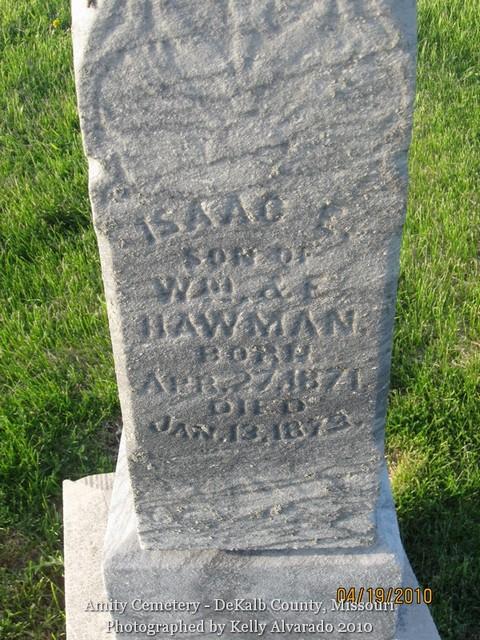 ISAAC S.
SON OF
WM. & E.
HAWMAN.
BORN
APR. 27, 1871.
DIED
JAN. 13, 1873.
04/19/2010
Amity Cemetery - DeKalb County, Missouri
Photographed by Kelly Alvarado 2010